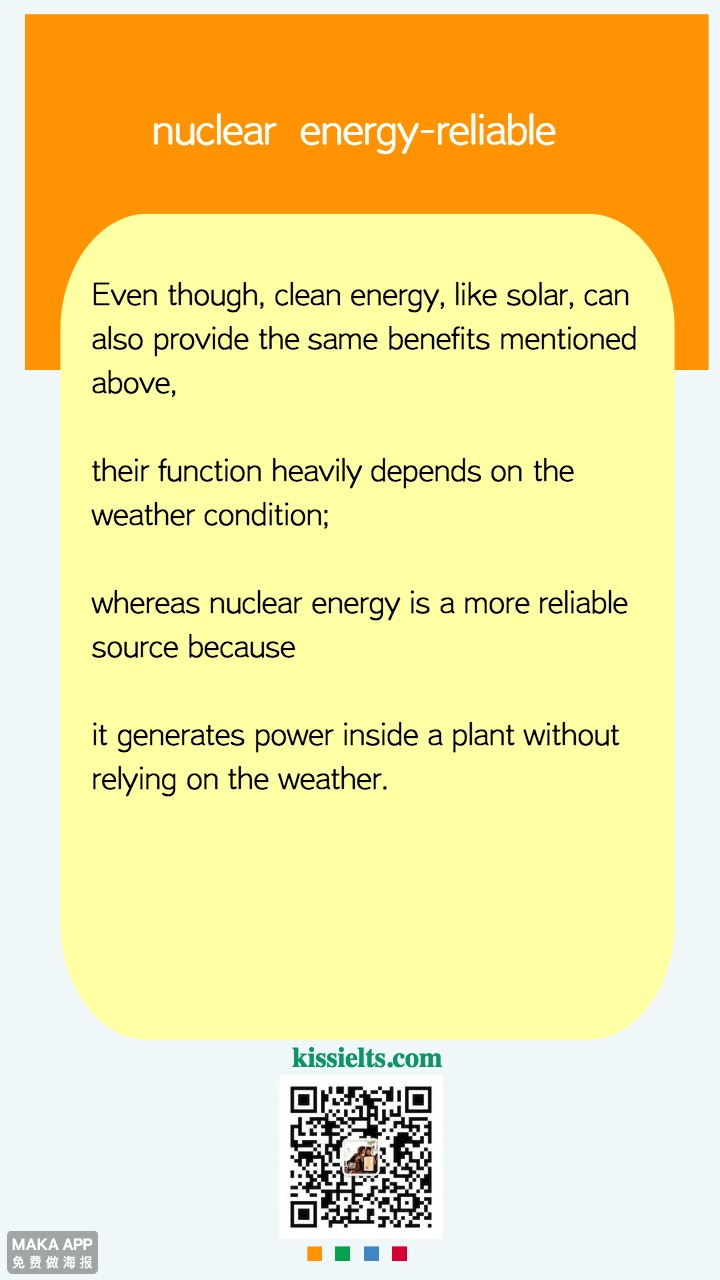 nuclear energy-reliable
Even though, clean energy, like solar, can
also provide the same benefits mentioned
above,
their function heavily depends on the
weather condition;
whereas nuclear energy is a more reliable
source because
it generates power inside a plant without
relying on the weather.
kissielts.com
MAKA APP
免费做海报